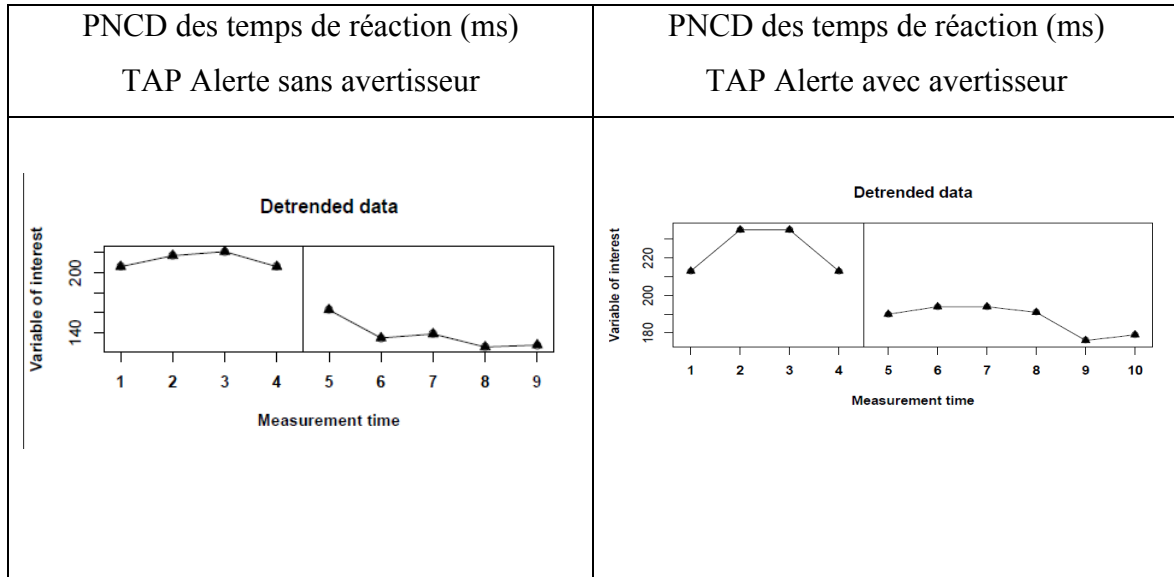 PNCD des temps de réaction (ms)
TAP Alerte sans avertisseur
PNCD des temps de réaction (ms)
TAP Alerte avec avertisseur
Detrended data
Variable of interest
200
140
1 2 3 4 5 6 7 8 9
Measurement time
Detrended data
Variable of interest
220
200
180
1 2 3 4 5 6 7 8 9 10
Measurement time